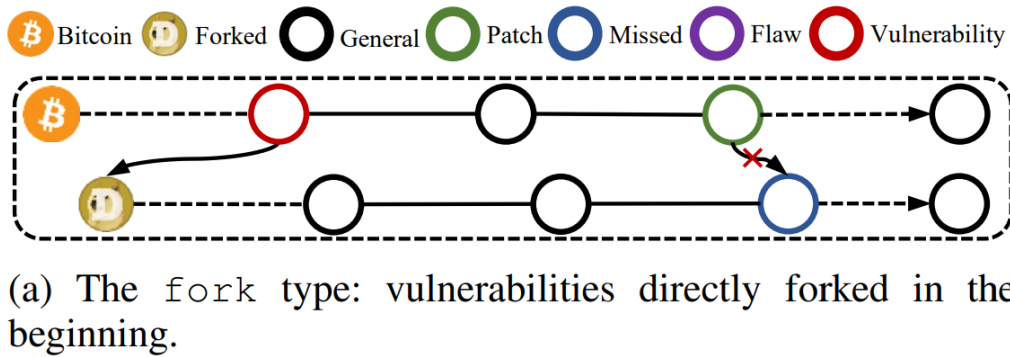 Bitcoin Forked General Patch Missed Flaw Vulnerability
(a) The fork type: vulnerabilities directly forked in the
beginning.